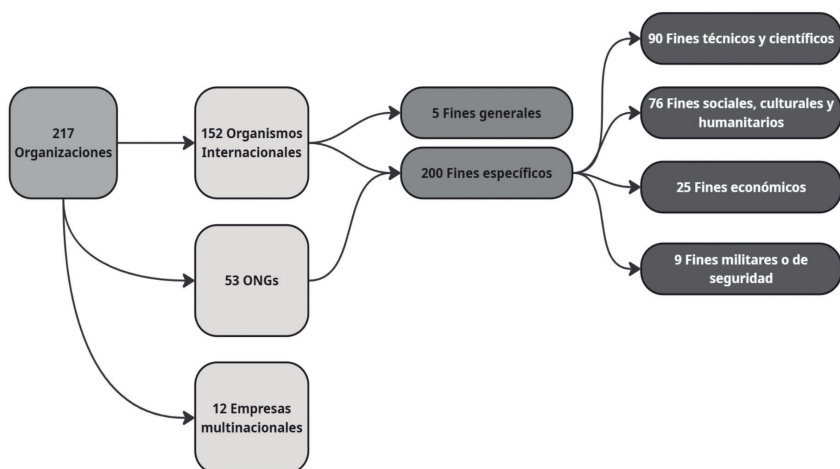 217
Organizaciones
152 Organismos
Internacionales
53 ONGs
12 Empresas
multinacionales
5 Fines generales
200 Fines específicos
90 Fines técnicos y científicos
76 Fines sociales, culturales y
humanitarios
25 Fines económicos
9 Fines militares o de
seguridad